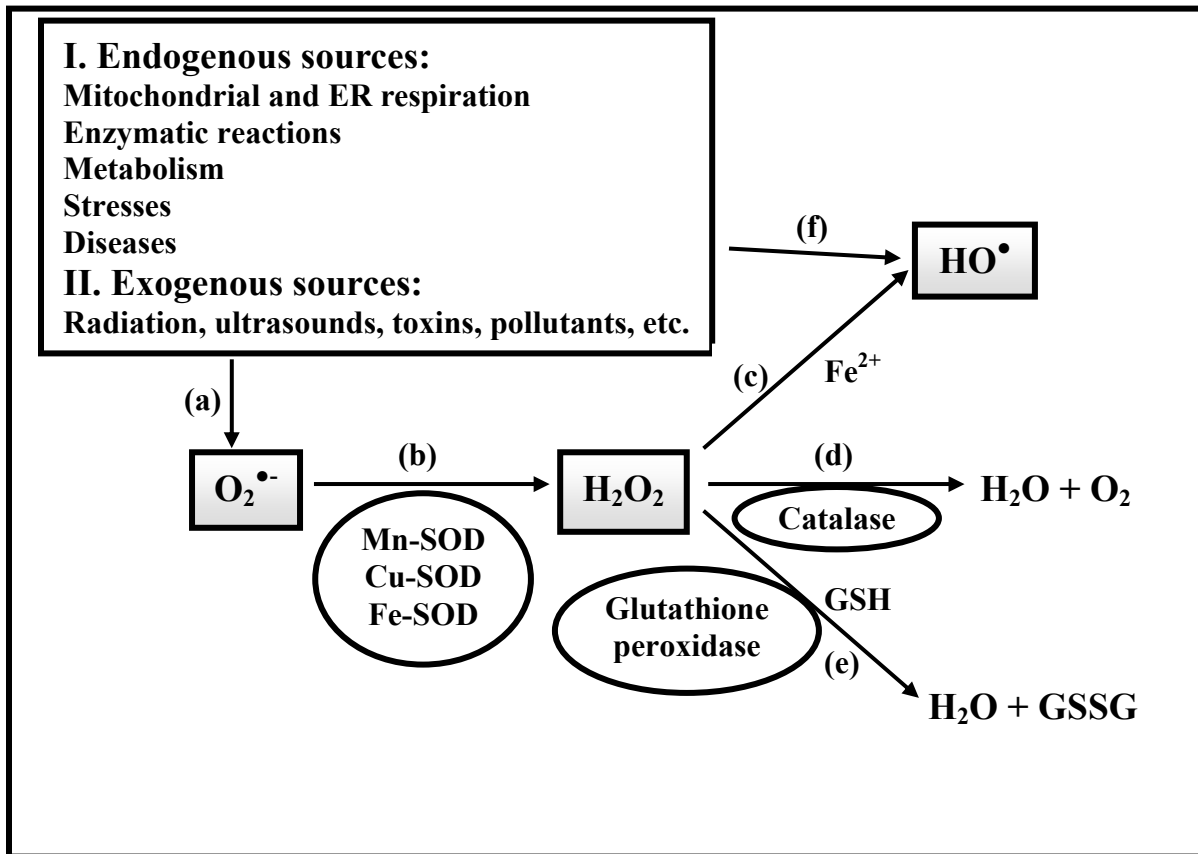 I. Endogenous sources:
Mitochondrial and ER respiration
Enzymatic reactions
Metabolism
Stresses
Diseases
II. Exogenous sources:
Radiation, ultrasounds, toxins, pollutants, etc.
(f)
HO•
(c)
Fe²⁺
(a)
O₂•⁻
(b)
Mn-SOD
Cu-SOD
Fe-SOD
H₂O₂
(d)
Catalase
H₂O + O₂
Glutathione
peroxidase
GSH
(e)
H₂O + GSSG